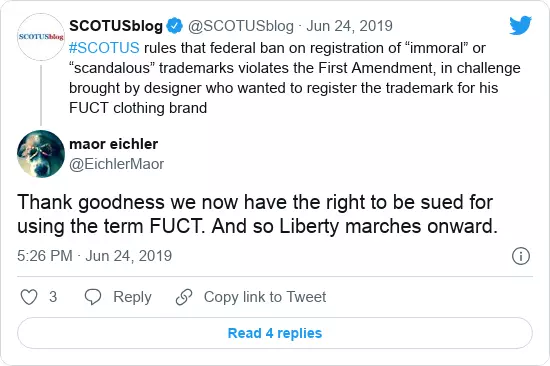 SCOTUSblog
SCOTUSblog @SCOTUSblog · Jun 24, 2019
#SCOTUS rules that federal ban on registration of “immoral” or
“scandalous” trademarks violates the First Amendment, in challenge
brought by designer who wanted to register the trademark for his
FUCT clothing brand
maor eichler
@EichlerMaor
Thank goodness we now have the right to be sued for
using the term FUCT. And so Liberty marches onward.
5:26 PM · Jun 24, 2019
3 Reply Copy link to Tweet
Read 4 replies